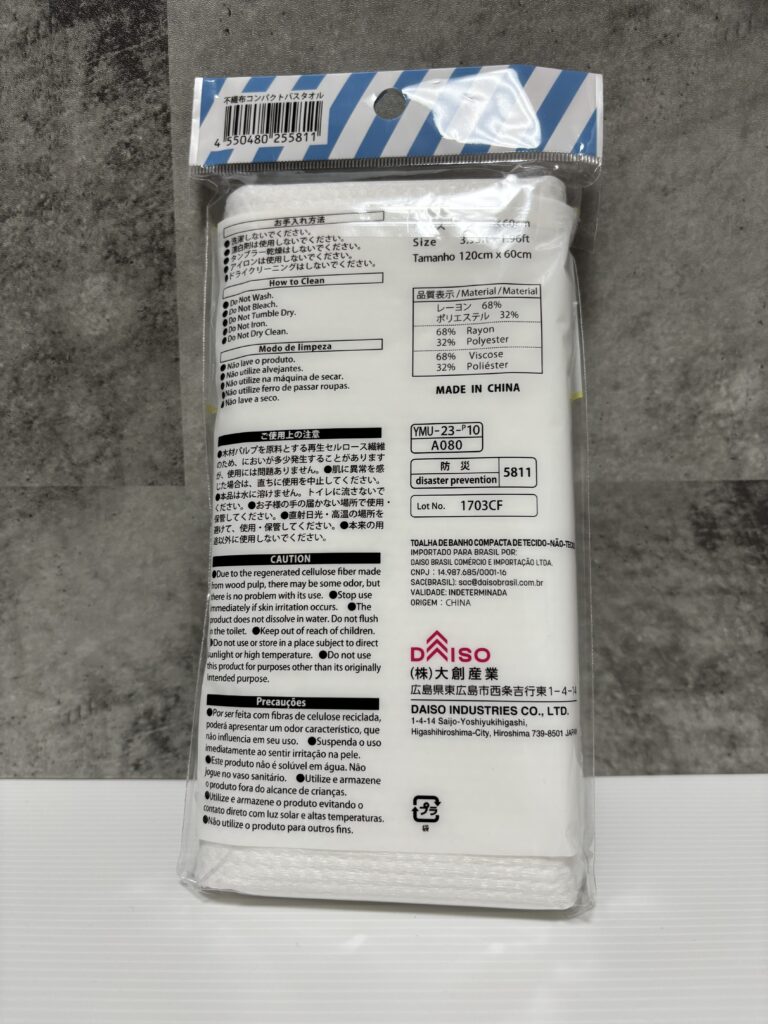 不織布コンパクトバスタオル
4 550480 255811
お手入れ方法
●洗濯しないでください。
●漂白剤は使用しないでください。
●タンブラー乾燥はしないでください。
●アイロンは使用しないでください。
●ドライクリーニングはしないでください。
How to Clean
●Do Not Wash.
●Do Not Bleach.
●Do Not Tumble Dry.
●Do Not Iron.
●Do Not Dry Clean.
Modo de limpeza
●Não lave o produto.
●Não utilize alvejantes.
●Não utilize na máquina de secar.
●Não utilize ferro de passar roupas.
●Não lave a seco.
ご使用上の注意
●木材パルプを原料とする再生セルロース繊維
のため、においが多少発生することがあります
が、使用には問題ありません。●肌に異常を感
じた場合は、直ちに使用を中止してください。
●本品は水に溶けません。トイレに流さないで
ください。●お子様の手の届かない場所で使用・
保管してください。●直射日光・高温の場所を
避けて、使用・保管してください。●本来の用
途以外に使用しないでください。
CAUTION
●Due to the regenerated cellulose fiber made
from wood pulp, there may be some odor, but
there is no problem with its use. ●Stop use
immediately if skin irritation occurs. ●The
product does not dissolve in water. Do not flush
in the toilet. ●Keep out of reach of children.
●Do not use or store in a place subject to direct
sunlight or high temperature. ●Do not use
this product for purposes other than its originally
intended purpose.
Precauções
●Por ser feita com fibras de celulose reciclada,
poderá apresentar um odor característico, que
não influencia em seu uso. ●Suspenda o uso
imediatamente ao sentir irritação na pele.
●Este produto não é solúvel em água. Não
jogue no vaso sanitário. ●Utilize e armazene
o produto fora do alcance de crianças.
●Utilize e armazene o produto evitando o
contato direto com luz solar e altas temperaturas.
●Não utilize o produto para outros fins.
Size
Tamanho 120cm x 60cm
品質表示/Material/Material
レーヨン 68%
ポリエステル 32%
68% Rayon
32% Polyester
68% Viscose
32% Poliéster
MADE IN CHINA
YMU-23-P10
A080
防災
disaster prevention
5811
Lot No. 1703CF
TOALHA DE BANHO COMPACTA DE TECIDO-NÃO-TECI
IMPORTADO PARA BRASIL POR:
DAISO BRASIL COMÉRCIO E IMPORTAÇÃO LTDA.
CNPJ : 14.987.685/0001-16
SAC(BRASIL): sac@daisobrasil.com.br
VALIDADE: INDETERMINADA
ORIGEM : CHINA
DAISO
(株)大創産業
広島県東広島市西条吉行東1-4-14
DAISO INDUSTRIES CO., LTD.
1-4-14 Saijo-Yoshiyukihigashi,
Higashihiroshima-City, Hiroshima 739-8501 JAPAN
プラ
袋